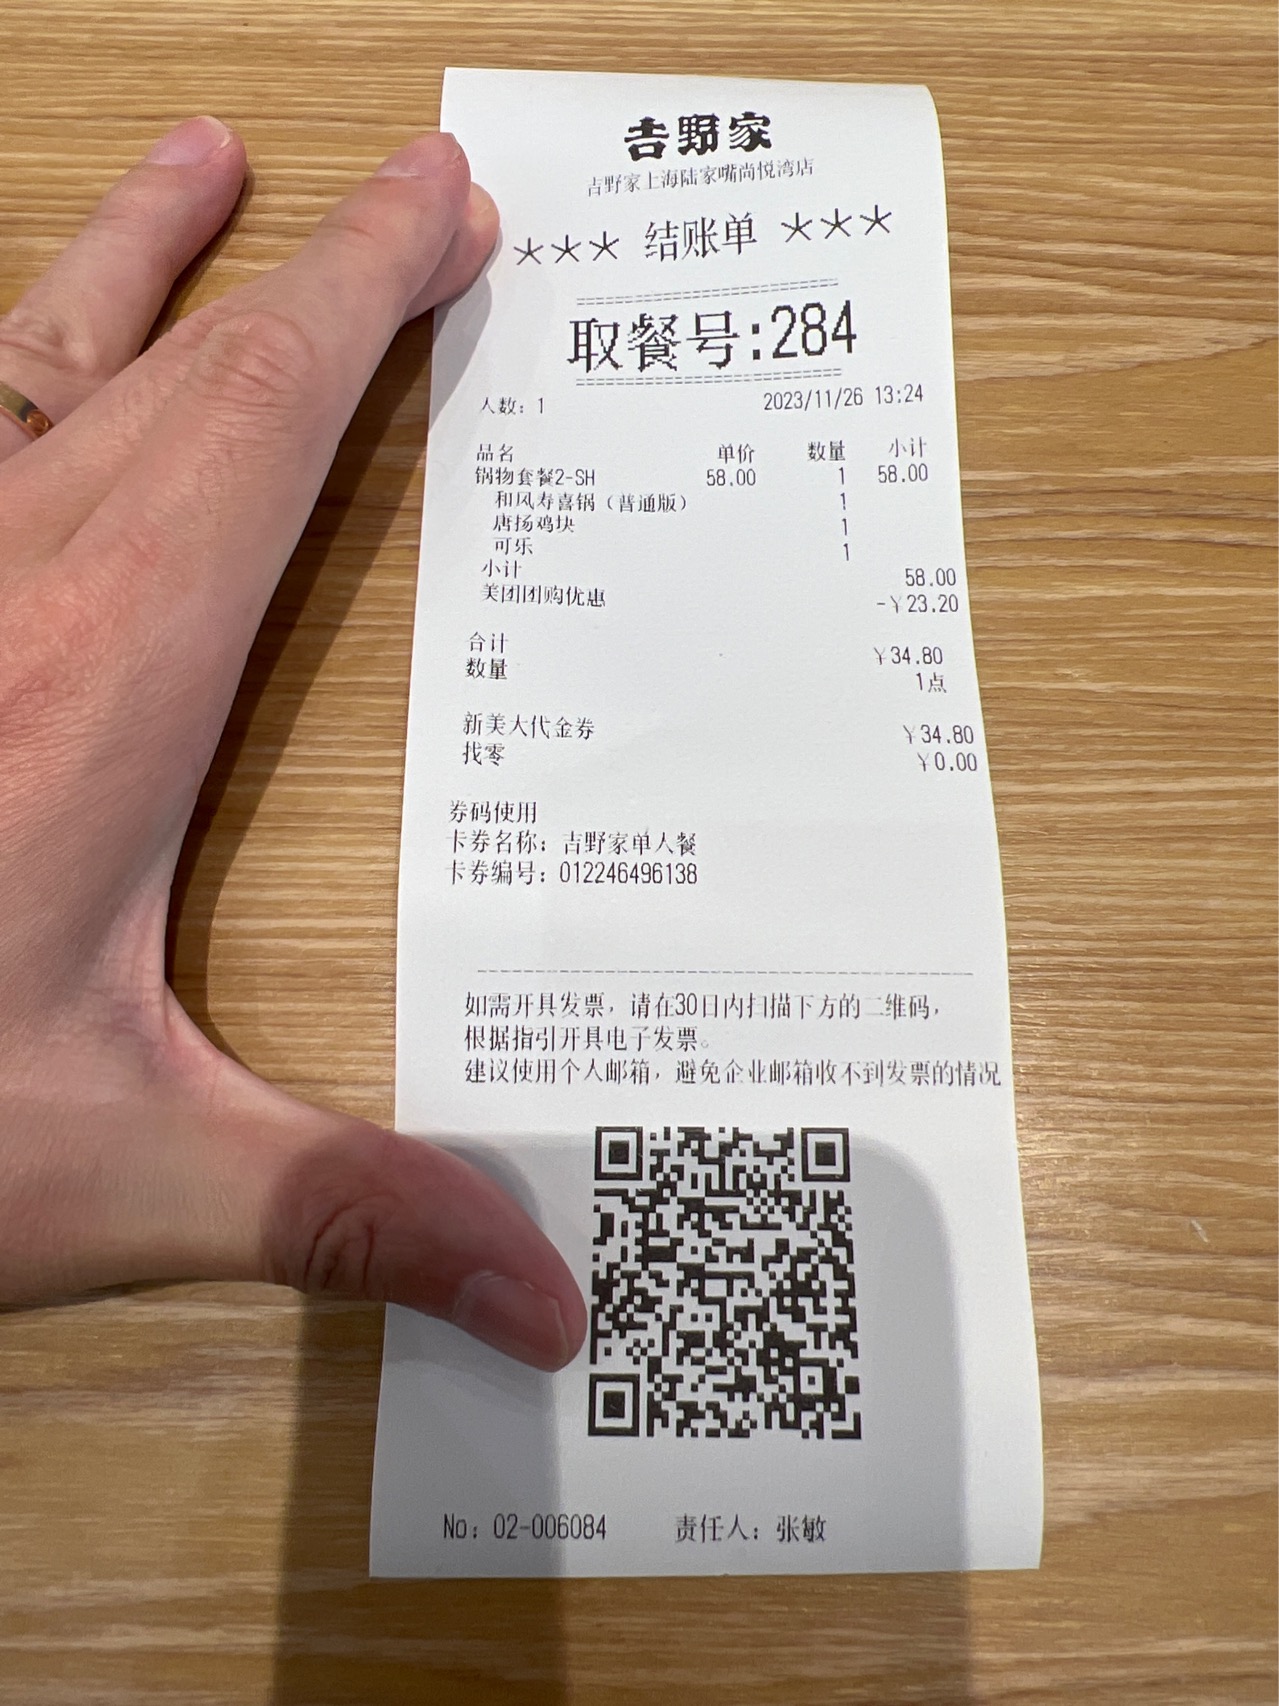 吉野家
吉野家上海陆家嘴尚悦湾店
*** 结账单 ***
取餐号:284
人数: 1 2023/11/26 13:24
品名 单价 数量 小计
锅物套餐2-SH 58.00 1 58.00
和风寿喜锅（普通版） 1
唐扬鸡块 1
可乐 1
小计 58.00
美团团购优惠 -￥23.20
合计 ￥34.80
数量 1点
新美大代金券 ￥34.80
找零 ￥0.00
券码使用
卡券名称：吉野家单人餐
卡券编号：012246496138
如需开具发票，请在30日内扫描下方的二维码，
根据指引开具电子发票。
建议使用个人邮箱，避免企业邮箱收不到发票的情况
No: 02-006084 责任人：张敏